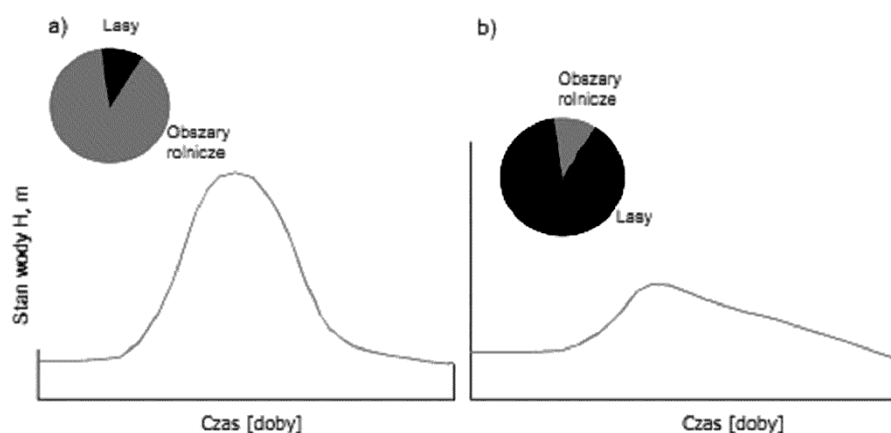 a)
Lasy
Obszary
rolnicze
Stan wody H, m
Czas [doby]
b)
Obszary
rolnicze
Lasy
Czas [doby]